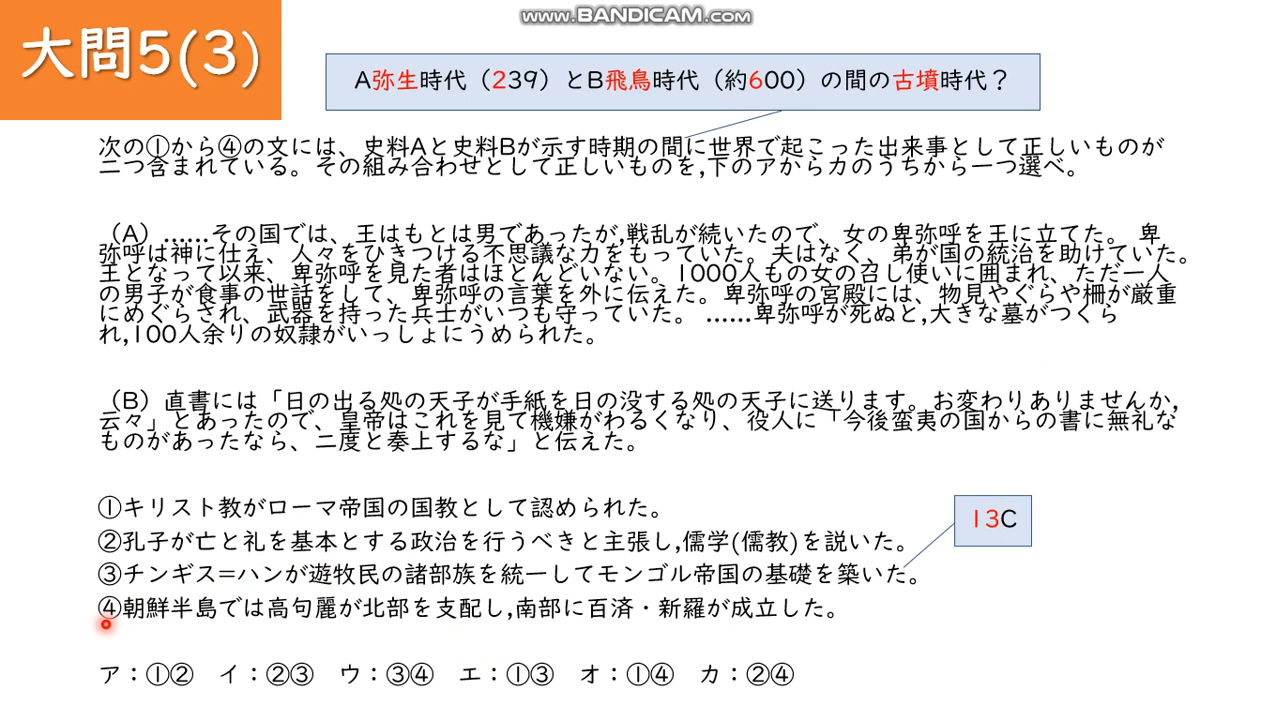 www.BANDICAM.com
大問5(3)
A弥生時代（239）とB飛鳥時代（約600）の間の古墳時代？
次の①から④の文には、史料Aと史料Bが示す時期の間に世界で起こった出来事として正しいものが
二つ含まれている。その組み合わせとして正しいものを,下のアからカのうちから一つ選べ。
（A）……その国では、王はもとは男であったが,戦乱が続いたので、女の卑弥呼を王に立てた。 卑
弥呼は神に仕え、人々をひきつける不思議な力をもっていた。夫はなく、弟が国の統治を助けていた。
王となって以来、卑弥呼を見た者はほとんどいない。1000人もの女の召し使いに囲まれ、ただ一人
の男子が食事の世話をして、卑弥呼の言葉を外に伝えた。卑弥呼の宮殿には、物見やぐらや柵が厳重
にめぐらされ、武器を持った兵士がいつも守っていた。 ……卑弥呼が死ぬと,大きな墓がつくら
れ,100人余りの奴隷がいっしょにうめられた。
（B）直書には「日の出る処の天子が手紙を日の没する処の天子に送ります。お変わりありませんか,
云々」とあったので、皇帝はこれを見て機嫌がわるくなり、役人に「今後蛮夷の国からの書に無礼な
ものがあったなら、二度と奏上するな」と伝えた。
①キリスト教がローマ帝国の国教として認められた。
②孔子が亡と礼を基本とする政治を行うべきと主張し,儒学(儒教)を説いた。
13C
③チンギス=ハンが遊牧民の諸部族を統一してモンゴル帝国の基礎を築いた。
④朝鮮半島では高句麗が北部を支配し,南部に百済・新羅が成立した。
ア：①② イ：②③ ウ：③④ エ：①③ オ：①④ カ：②④